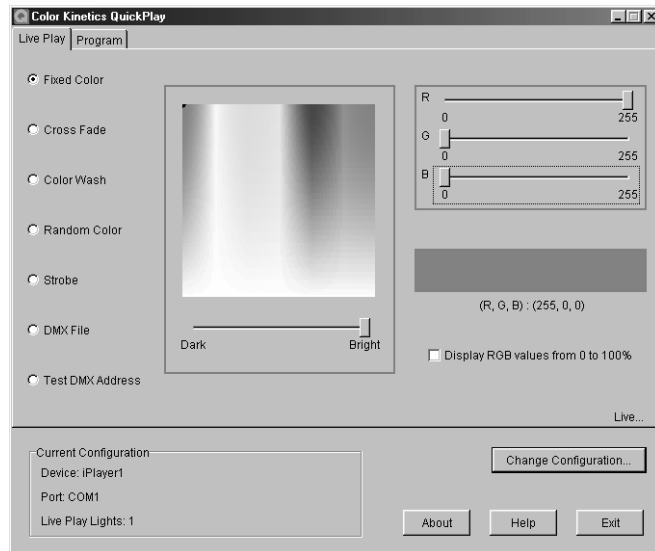 Color Kinetics QuickPlay
Live Play Program
Fixed Color
Cross Fade
Color Wash
Random Color
Strobe
DMX File
Test DMX Address
Dark Bright
R
0 255
G
0 255
B
0 255
(R, G, B) : (255, 0, 0)
Display RGB values from 0 to 100%
Live...
Current Configuration
Device: iPlayer1
Port: COM1
Live Play Lights: 1
Change Configuration...
About Help Exit